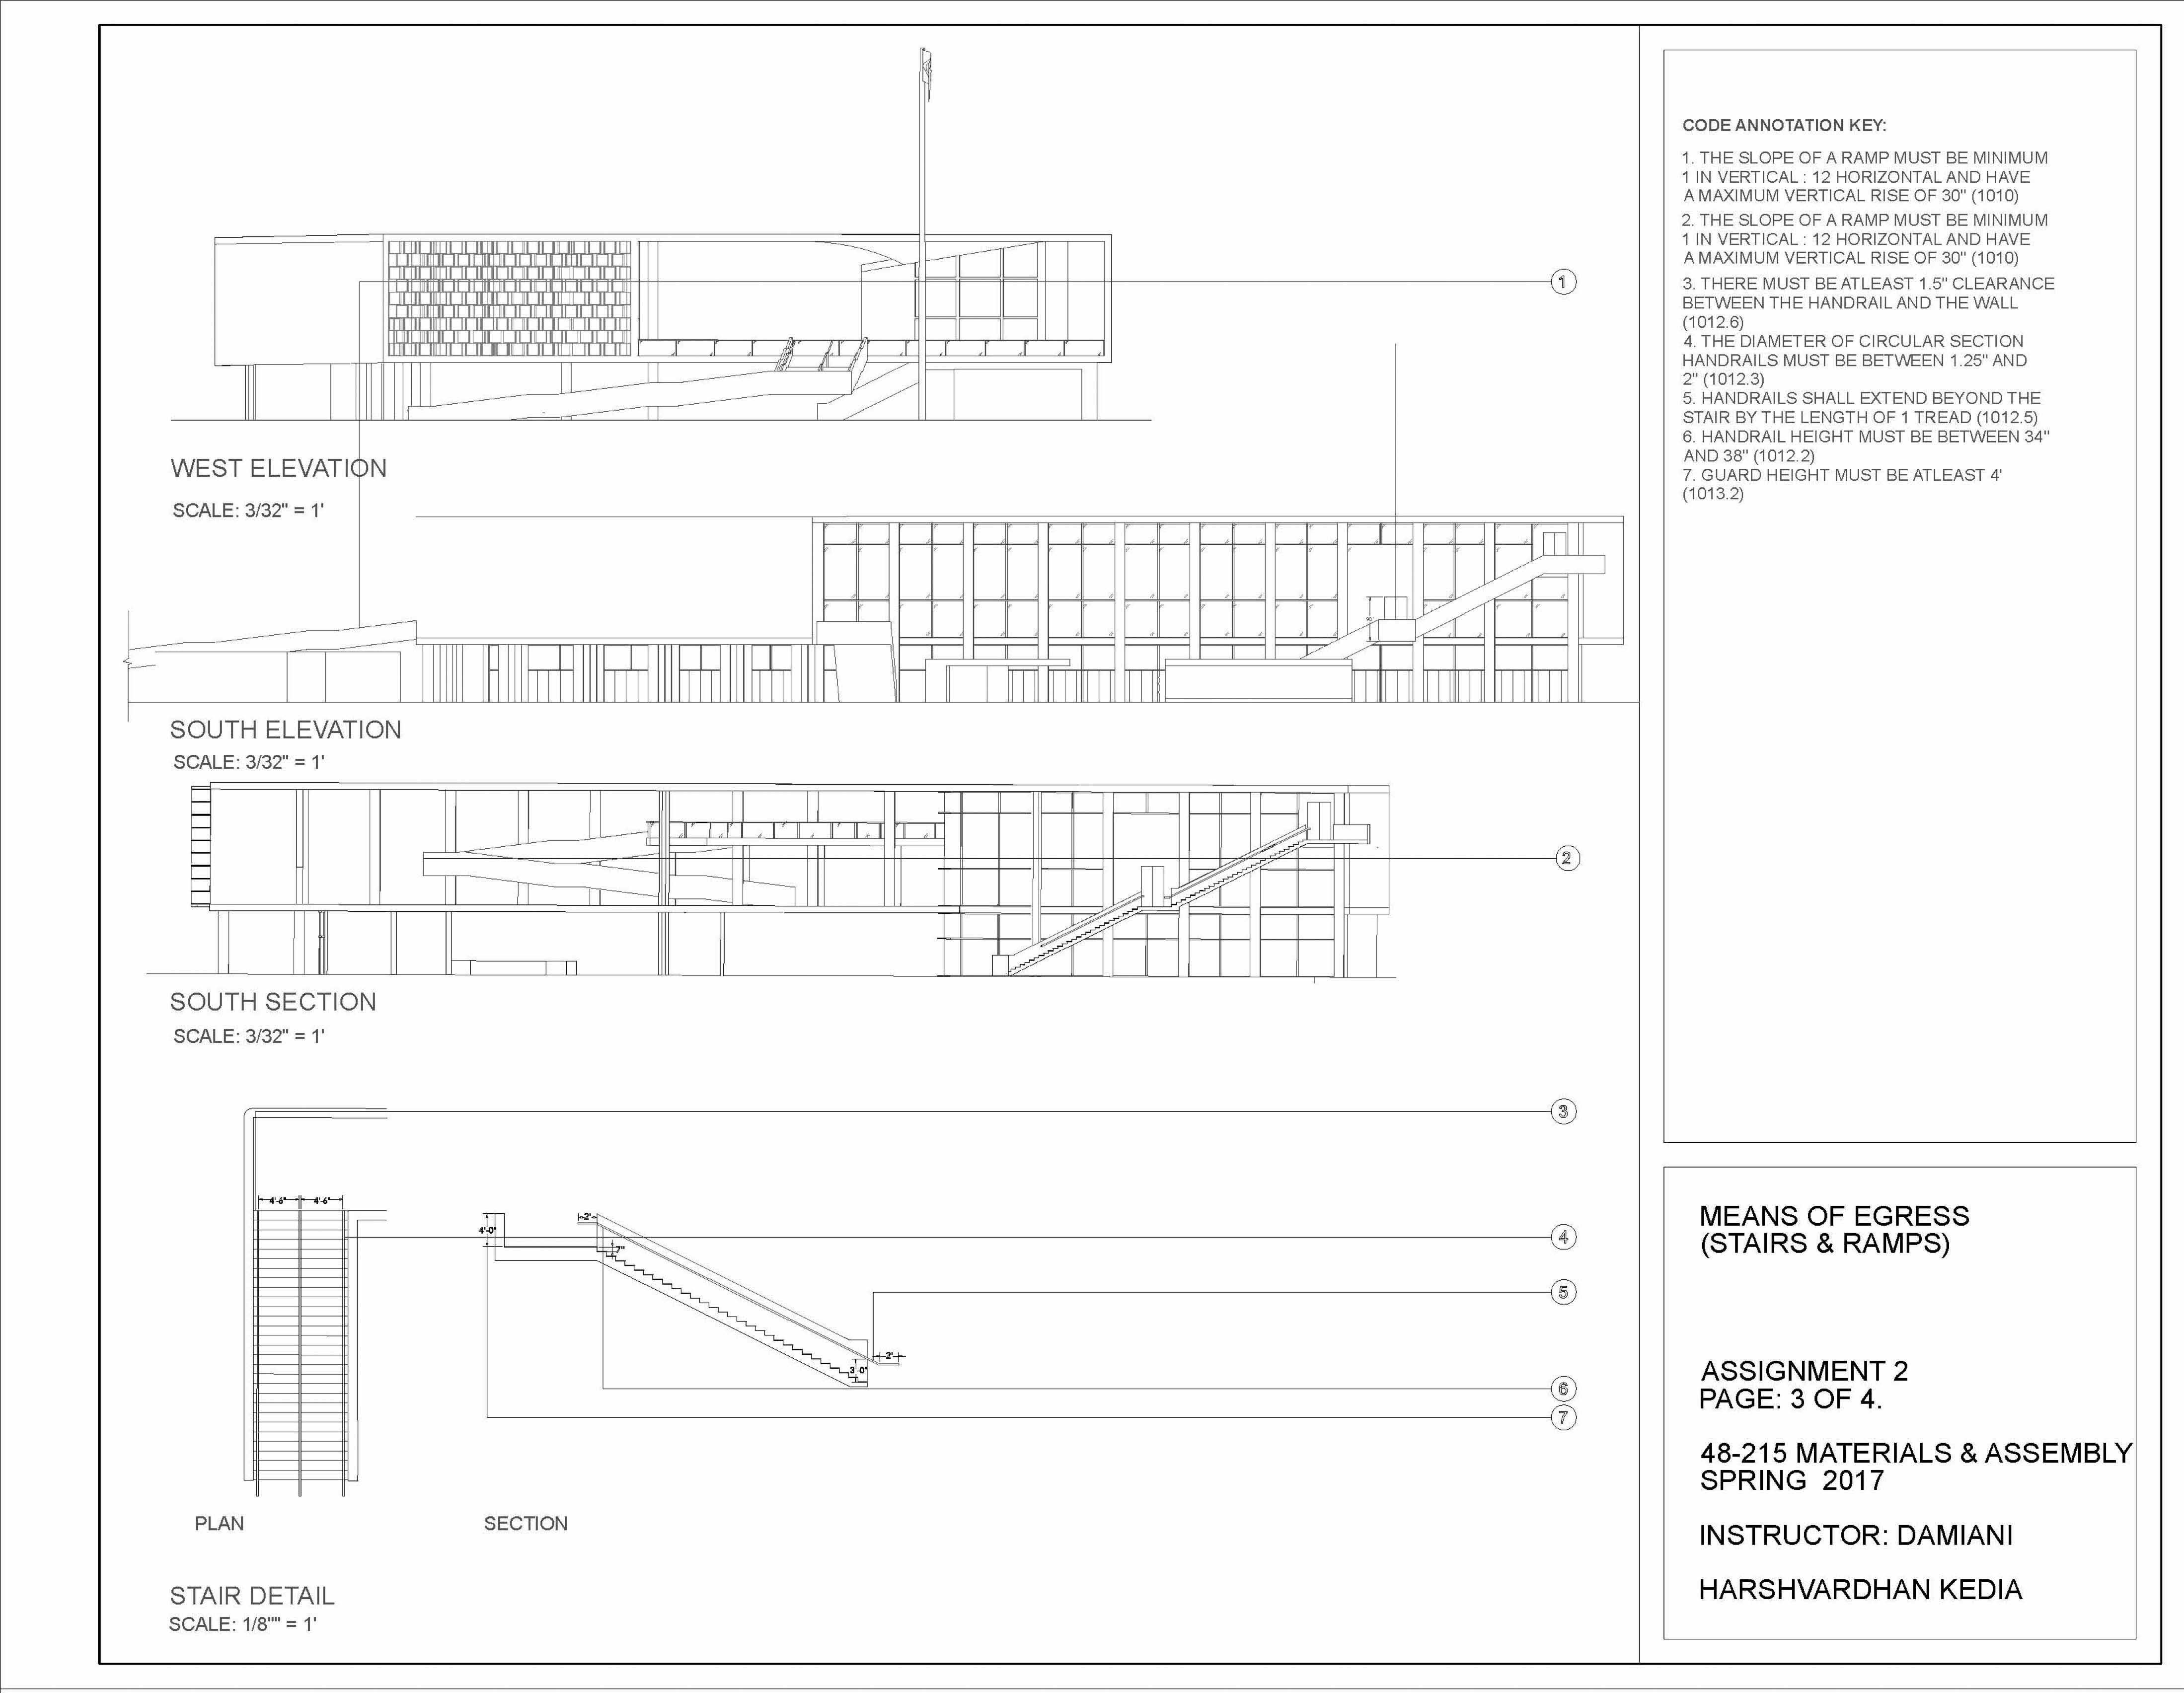 1
WEST ELEVATION
SCALE: 3/32" = 1'
8'
SOUTH ELEVATION
SCALE: 3/32" = 1'
2
SOUTH SECTION
SCALE: 3/32" = 1'
3
4'-6" 4'-6"
4'-0"
2'
7"
4
5
2'
3'-0"
6
7
PLAN
SECTION
STAIR DETAIL
SCALE: 1/8"" = 1'
CODE ANNOTATION KEY:
1. THE SLOPE OF A RAMP MUST BE MINIMUM
1 IN VERTICAL : 12 HORIZONTAL AND HAVE
A MAXIMUM VERTICAL RISE OF 30" (1010)
2. THE SLOPE OF A RAMP MUST BE MINIMUM
1 IN VERTICAL : 12 HORIZONTAL AND HAVE
A MAXIMUM VERTICAL RISE OF 30" (1010)
3. THERE MUST BE ATLEAST 1.5" CLEARANCE
BETWEEN THE HANDRAIL AND THE WALL
(1012.6)
4. THE DIAMETER OF CIRCULAR SECTION
HANDRAILS MUST BE BETWEEN 1.25" AND
2" (1012.3)
5. HANDRAILS SHALL EXTEND BEYOND THE
STAIR BY THE LENGTH OF 1 TREAD (1012.5)
6. HANDRAIL HEIGHT MUST BE BETWEEN 34"
AND 38" (1012.2)
7. GUARD HEIGHT MUST BE ATLEAST 4'
(1013.2)
MEANS OF EGRESS
(STAIRS & RAMPS)
ASSIGNMENT 2
PAGE: 3 OF 4.
48-215 MATERIALS & ASSEMBLY
SPRING 2017
INSTRUCTOR: DAMIANI
HARSHVARDHAN KEDIA